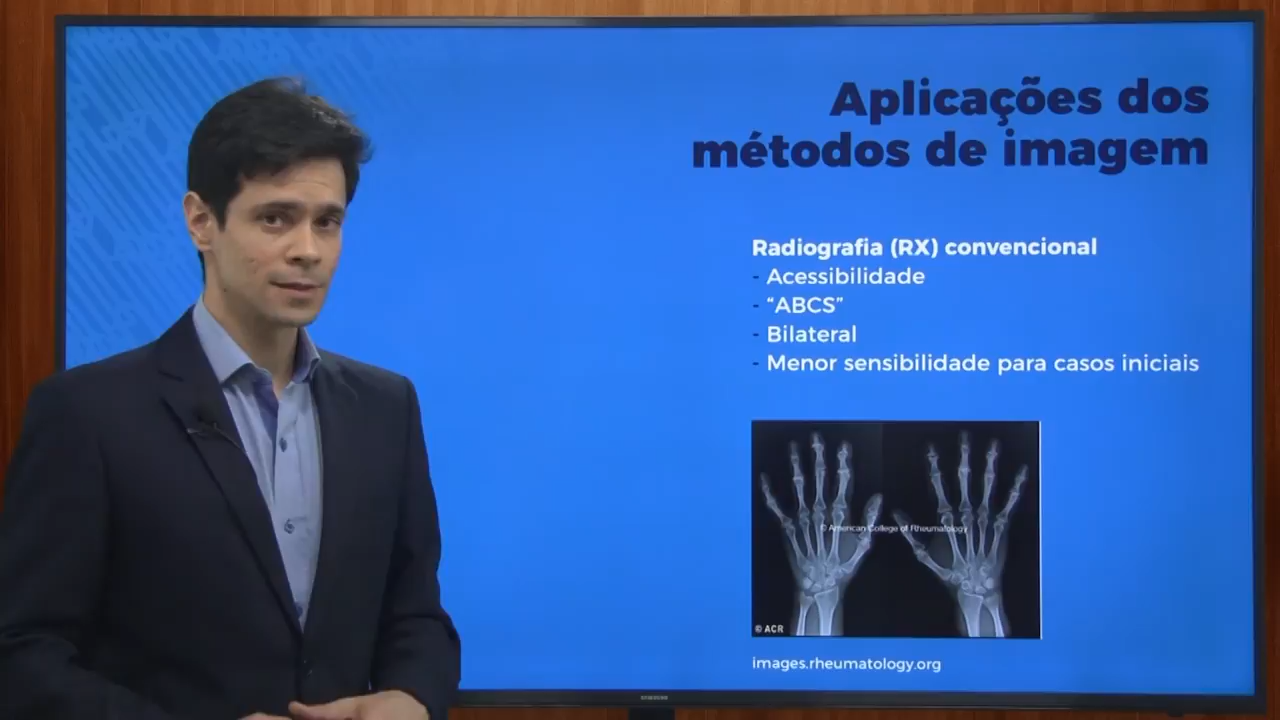 Aplicações dos
métodos de imagem
Radiografia (RX) convencional
- Acessibilidade
- “ABCS”
- Bilateral
- Menor sensibilidade para casos iniciais
© American College of Rheumatology
© ACR
images.rheumatology.org
SAMSUNG